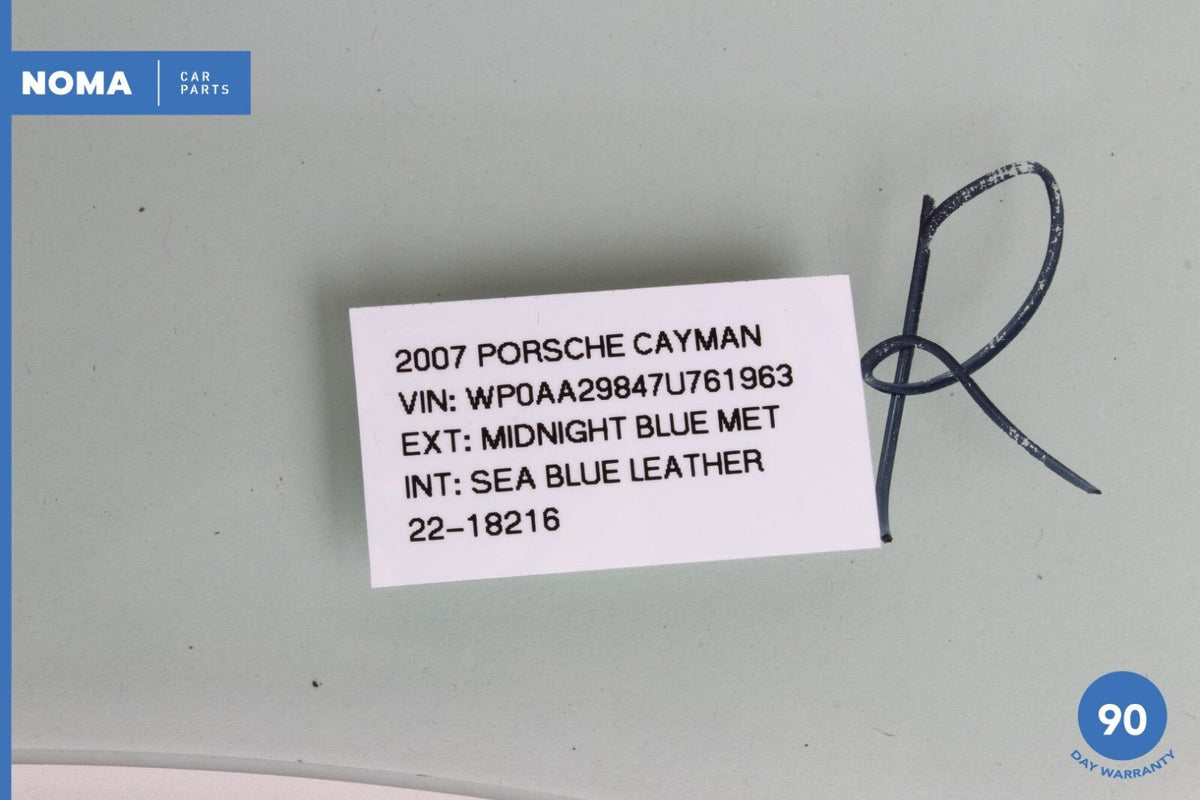 NOMA
CAR
PARTS
2007 PORSCHE CAYMAN
VIN: WP0AA29847U761963
EXT: MIDNIGHT BLUE MET
INT: SEA BLUE LEATHER
22-18216
R
90
DAY WARRANTY